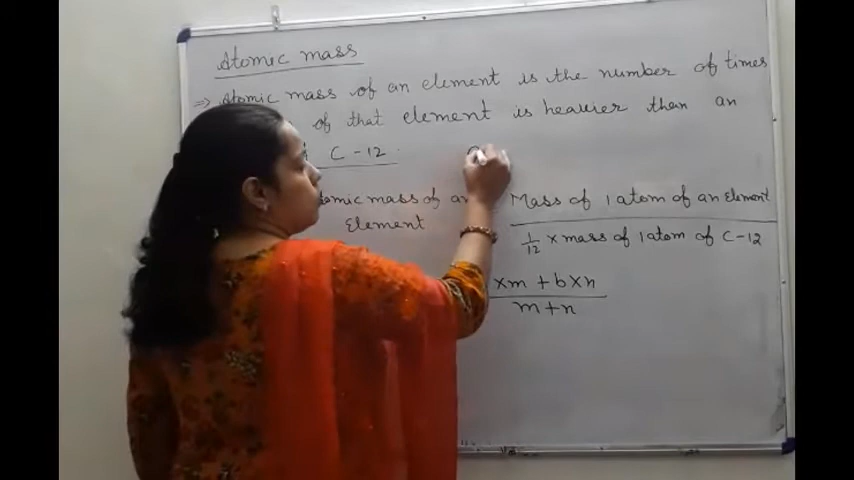 Atomic mass
⇒ Atomic mass of an element is the number of times
of that element is heavier than an
C-12
omic mass of an Mass of 1 atom of an Element
Element 1/12 × mass of 1 atom of C-12
×m + b×n
m+n